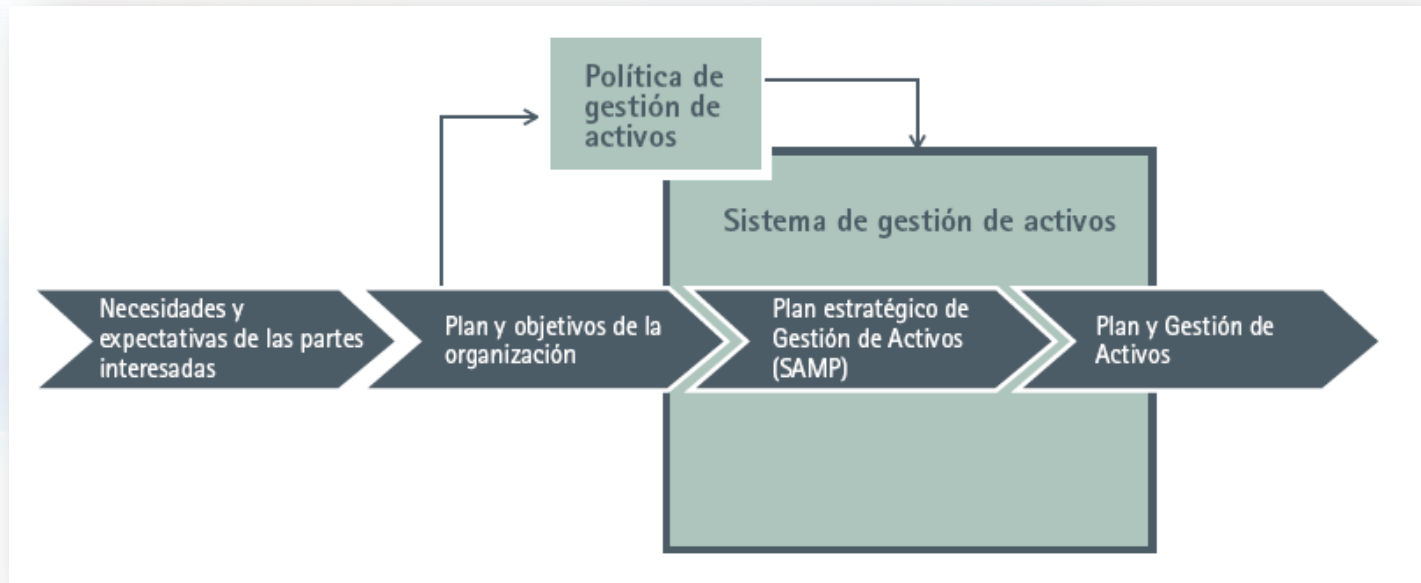 Política de
gestión de
activos
Sistema de gestión de activos
Necesidades y
expectativas de las partes
interesadas
Plan y objetivos de la
organización
Plan estratégico de
Gestión de Activos
(SAMP)
Plan y Gestión de
Activos